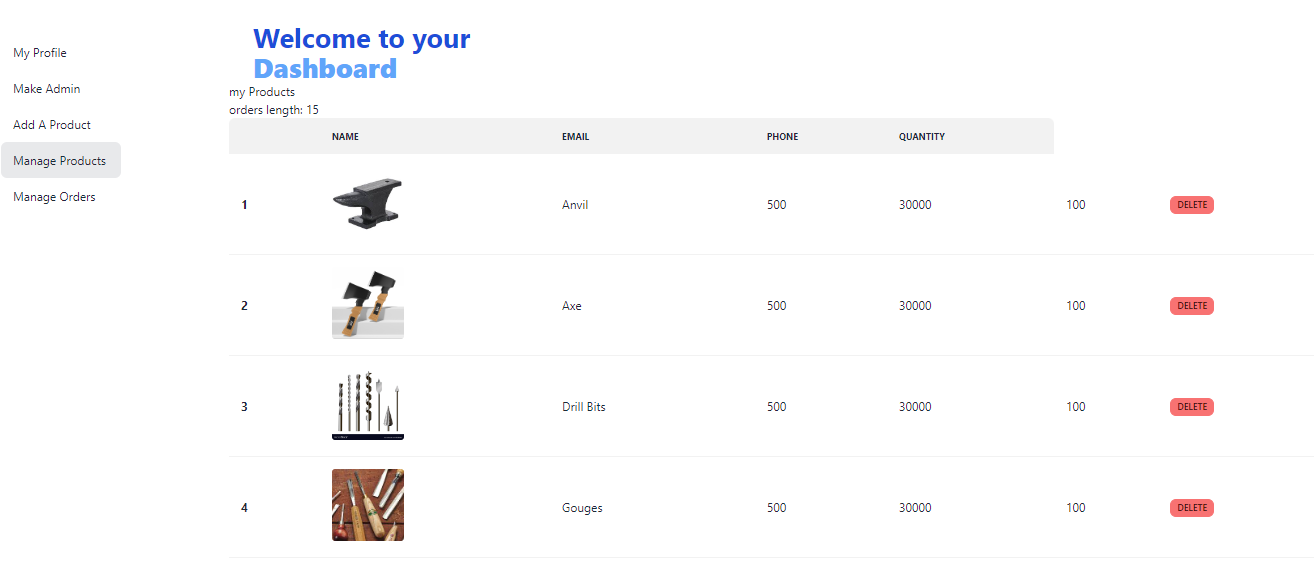 My Profile
Make Admin
Add A Product
Manage Products
Manage Orders
Welcome to your
Dashboard
my Products
orders length: 15
NAME EMAIL PHONE QUANTITY
1 Anvil 500 30000 100 DELETE
2 Axe 500 30000 100 DELETE
3 Drill Bits 500 30000 100 DELETE
4 Gouges 500 30000 100 DELETE